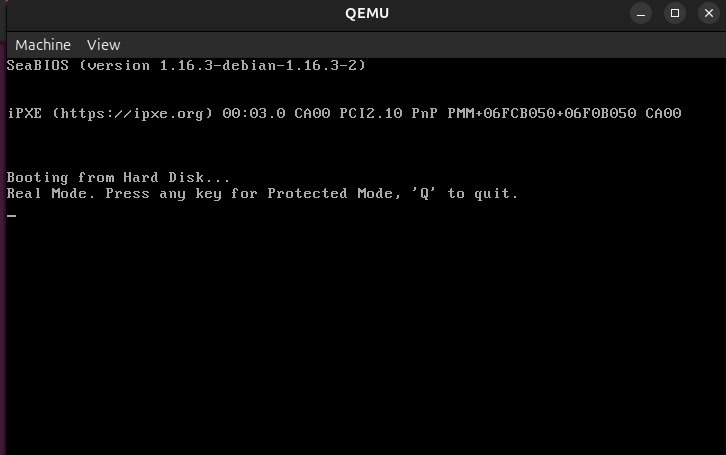 QEMU
Machine View
SeaBIOS (version 1.16.3-debian-1.16.3-2)
iPXE (https://ipxe.org) 00:03.0 CA00 PCI2.10 PnP PMM+06FCB050+06F0B050 CA00
Booting from Hard Disk...
Real Mode. Press any key for Protected Mode, 'Q' to quit.